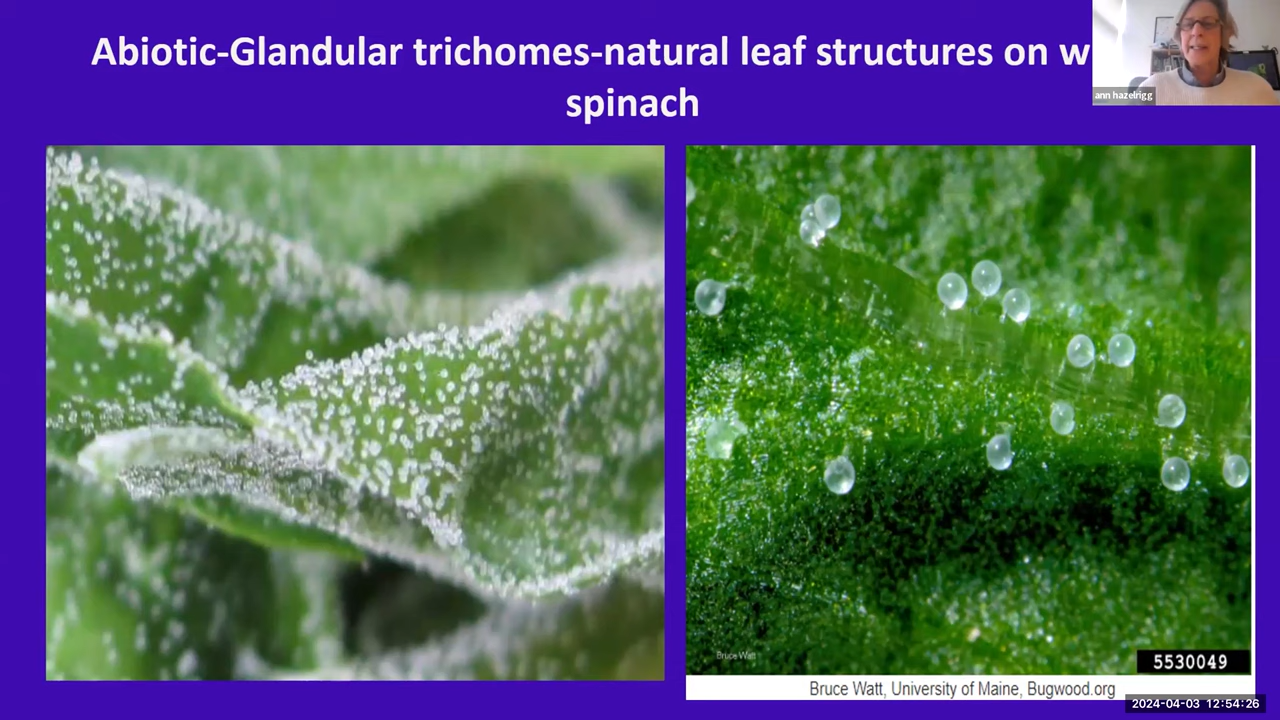 Abiotic-Glandular trichomes-natural leaf structures on
spinach
ann hazelrigg
Bruce Watt
5530049
Bruce Watt, University of Maine, Bugwood.org
2024-04-03 12:54:26